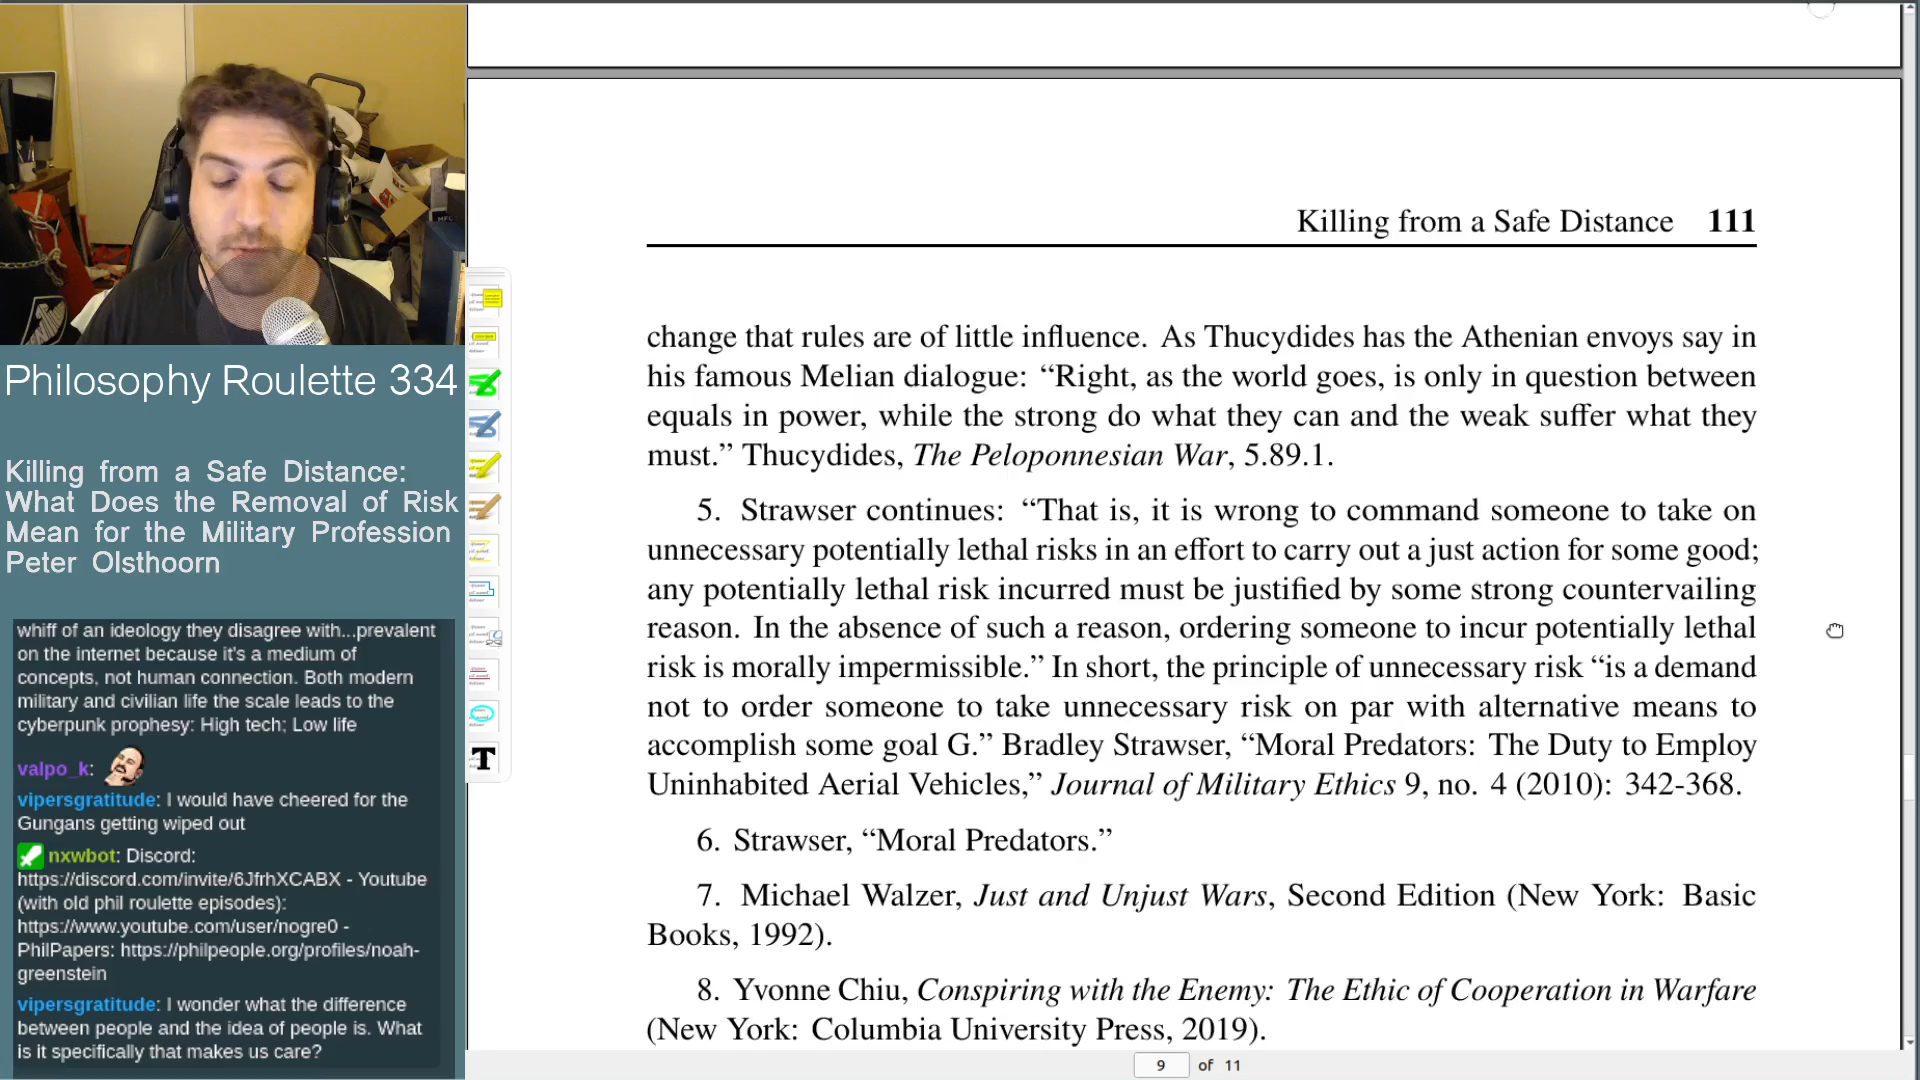 Philosophy Roulette 334
Killing from a Safe Distance:
What Does the Removal of Risk
Mean for the Military Profession
Peter Olsthoorn
whiff of an ideology they disagree with...prevalent
on the internet because it's a medium of
concepts, not human connection. Both modern
military and civilian life the scale leads to the
cyberpunk prophesy: High tech; Low life
valpo_k:
vipersgratitude: I would have cheered for the
Gungans getting wiped out
nxwbot: Discord:
https://discord.com/invite/6JfrhXCABX - Youtube
(with old phil roulette episodes):
https://www.youtube.com/user/nogre0 -
PhilPapers: https://philpeople.org/profiles/noah-
greenstein
vipersgratitude: I wonder what the difference
between people and the idea of people is. What
is it specifically that makes us care?
Killing from a Safe Distance 111
change that rules are of little influence. As Thucydides has the Athenian envoys say in
his famous Melian dialogue: “Right, as the world goes, is only in question between
equals in power, while the strong do what they can and the weak suffer what they
must.” Thucydides, The Peloponnesian War, 5.89.1.
5. Strawser continues: “That is, it is wrong to command someone to take on
unnecessary potentially lethal risks in an effort to carry out a just action for some good;
any potentially lethal risk incurred must be justified by some strong countervailing
reason. In the absence of such a reason, ordering someone to incur potentially lethal
risk is morally impermissible.” In short, the principle of unnecessary risk “is a demand
not to order someone to take unnecessary risk on par with alternative means to
accomplish some goal G.” Bradley Strawser, “Moral Predators: The Duty to Employ
Uninhabited Aerial Vehicles,” Journal of Military Ethics 9, no. 4 (2010): 342-368.
6. Strawser, “Moral Predators.”
7. Michael Walzer, Just and Unjust Wars, Second Edition (New York: Basic
Books, 1992).
8. Yvonne Chiu, Conspiring with the Enemy: The Ethic of Cooperation in Warfare
(New York: Columbia University Press, 2019).
9 of 11